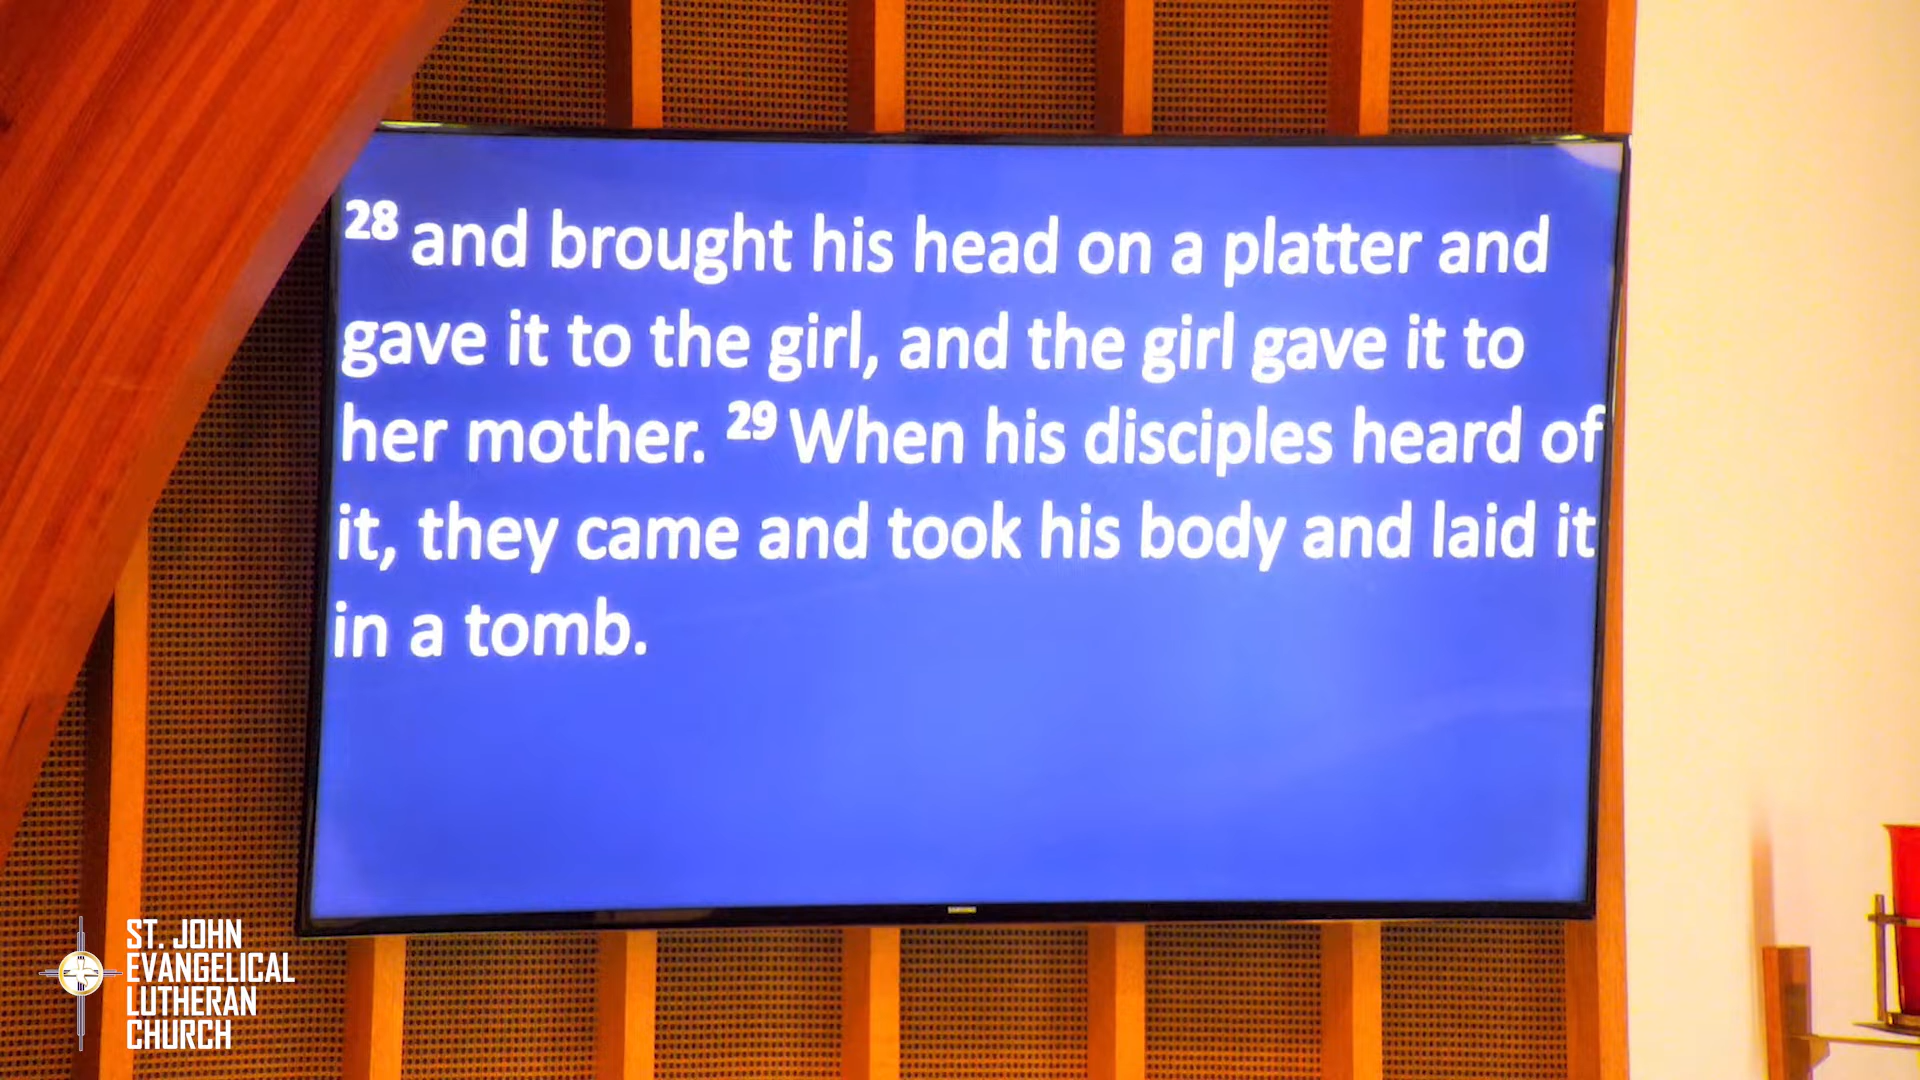 28 and brought his head on a platter and
gave it to the girl, and the girl gave it to
her mother. 29 When his disciples heard of
it, they came and took his body and laid it
in a tomb.
ST. JOHN
EVANGELICAL
LUTHERAN
CHURCH